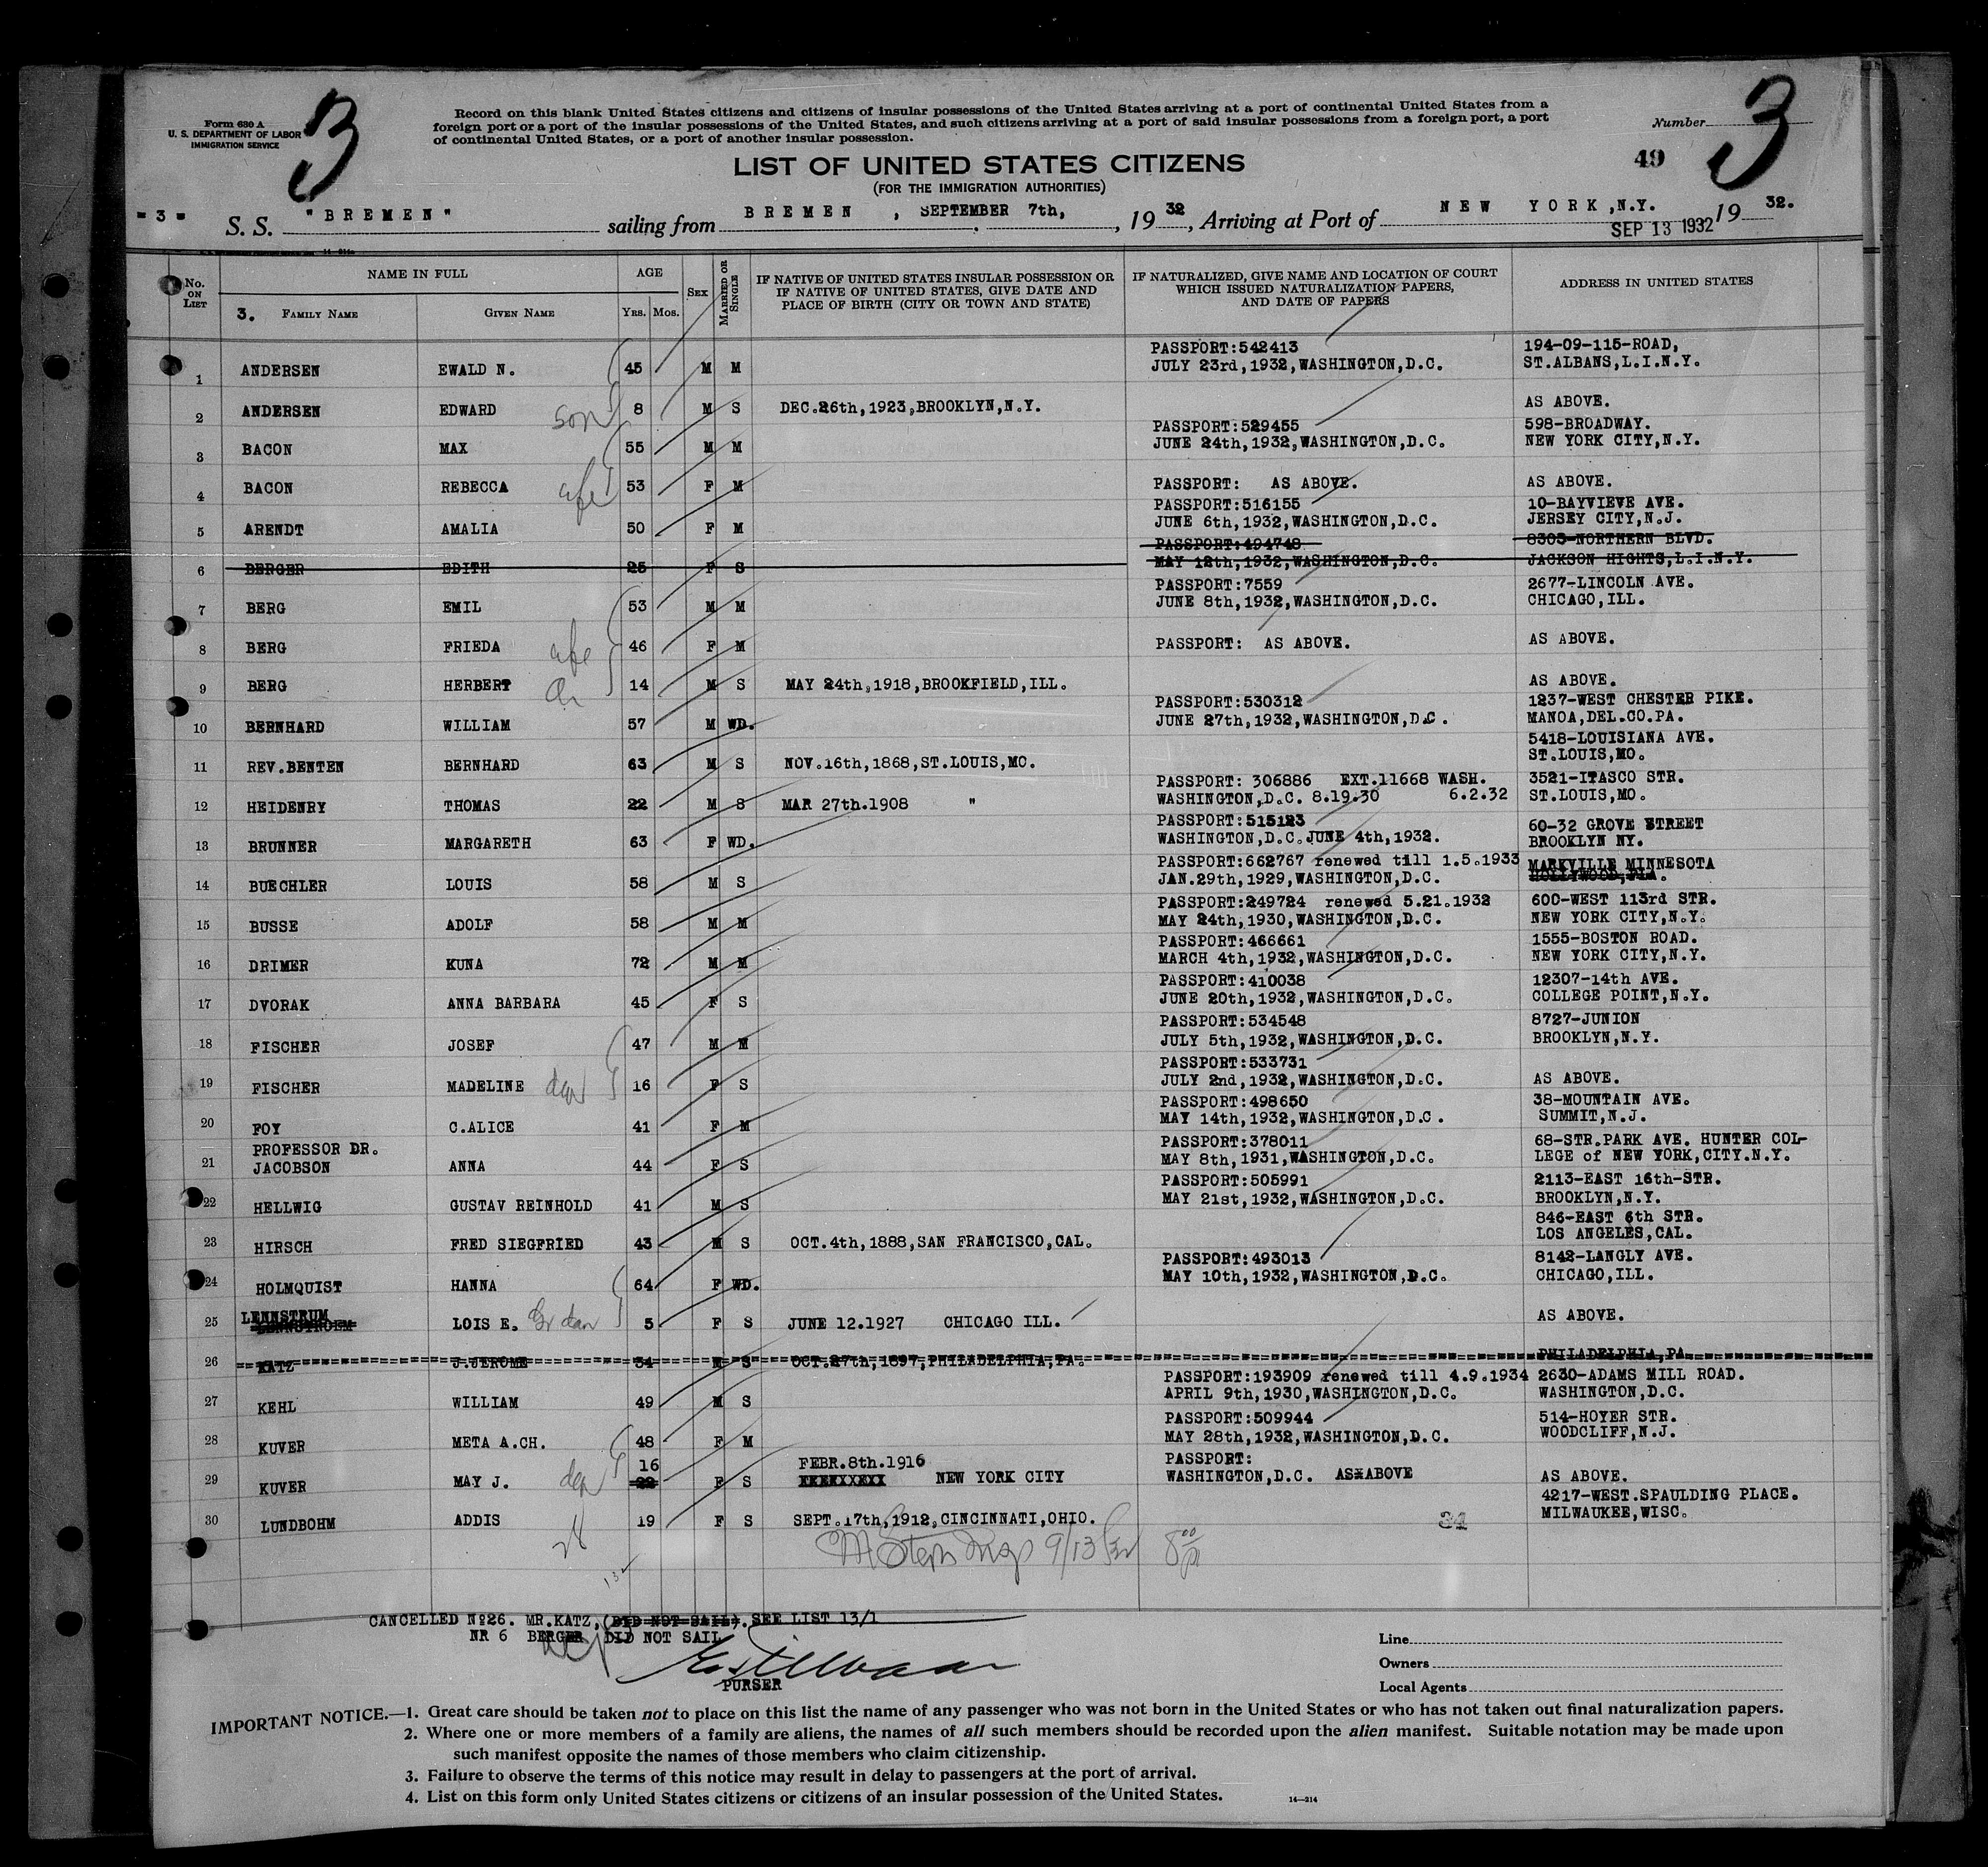 Form 630 A
U. S. DEPARTMENT OF LABOR
IMMIGRATION SERVICE
3
Record on this blank United States citizens and citizens of insular possessions of the United States arriving at a port of continental United States from a
foreign port or a port of the insular possessions of the United States, and such citizens arriving at a port of said insular possessions from a foreign port, a port
of continental United States, or a port of another insular possession.
Number 3
49
LIST OF UNITED STATES CITIZENS
(FOR THE IMMIGRATION AUTHORITIES)
= 3 = S. S. "BREMEN" sailing from BREMEN, SEPTEMBER 7th, 1932, Arriving at Port of NEW YORK,N.Y. 1932.
SEP 13 1932
No. ON LIST NAME IN FULL AGE SEX MARRIED OR SINGLE IF NATIVE OF UNITED STATES INSULAR POSSESSION OR IF NATIVE OF UNITED STATES, GIVE DATE AND PLACE OF BIRTH (CITY OR TOWN AND STATE) IF NATURALIZED, GIVE NAME AND LOCATION OF COURT WHICH ISSUED NATURALIZATION PAPERS, AND DATE OF PAPERS ADDRESS IN UNITED STATES
3. FAMILY NAME GIVEN NAME YRS. MOS.
PASSPORT:542413 194-09-115-ROAD,
1 ANDERSEN EWALD N. 45 M M JULY 23rd,1932,WASHINGTON,D.C. ST.ALBANS,L.I.N.Y.
2 ANDERSEN EDWARD son 8 M S DEC.26th,1923,BROOKLYN,N.Y. AS ABOVE.
PASSPORT:529455 598-BROADWAY.
3 BACON MAX 55 M M JUNE 24th,1932,WASHINGTON,D.C. NEW YORK CITY,N.Y.
4 BACON REBECCA wfe 53 F M PASSPORT: AS ABOVE. AS ABOVE.
PASSPORT:516155 10-BAYVIEVE AVE.
5 ARENDT AMALIA 50 F M JUNE 6th,1932,WASHINGTON,D.C. JERSEY CITY,N.J.
PASSPORT:494748 8303-NORTHERN BLVD.
6 BERGER EDITH 25 F S MAY 12th,1932,WASHINGTON,D.C. JACKSON HIGHTS,L.I.N.Y.
PASSPORT:7559 2677-LINCOLN AVE.
7 BERG EMIL 53 M M JUNE 8th,1932,WASHINGTON,D.C. CHICAGO,ILL.
8 BERG FRIEDA wfe 46 F M PASSPORT: AS ABOVE. AS ABOVE.
9 BERG HERBERT 14 M S MAY 24th,1918,BROOKFIELD,ILL. AS ABOVE.
PASSPORT:530312 1237-WEST CHESTER PIKE.
10 BERNHARD WILLIAM 57 M WD. JUNE 27th,1932,WASHINGTON,D.C. MANOA,DEL.CO.PA.
5418-LOUISIANA AVE.
11 REV.BENTEN BERNHARD 63 M S NOV.16th,1868,ST.LOUIS,MO. ST.LOUIS,MO.
PASSPORT: 306886 EXT.11668 WASH. 3521-ITASCO STR.
12 HEIDENRY THOMAS 22 M S MAR 27th.1908 " WASHINGTON,D.C. 8.19.30 6.2.32 ST.LOUIS,MO.
PASSPORT:515123 60-32 GROVE STREET
13 BRUNNER MARGARETH 63 F WD. WASHINGTON,D.C.JUNE 4th,1932. BROOKLYN NY.
PASSPORT:662767 renewed till 1.5.1933 MARKVILLE MINNESOTA
14 BUECHLER LOUIS 58 M S JAN.29th,1929,WASHINGTON,D.C.
PASSPORT:249724 renewed 5.21.1932 600-WEST 113rd STR.
15 BUSSE ADOLF 58 M M MAY 24th,1930,WASHINGTON,D.C. NEW YORK CITY,N.Y.
PASSPORT:466661 1555-BOSTON ROAD.
16 DRIMER KUNA 72 M M MARCH 4th,1932,WASHINGTON,D.C. NEW YORK CITY,N.Y.
PASSPORT:410038 12307-14th AVE.
17 DVORAK ANNA BARBARA 45 F S JUNE 20th,1932,WASHINGTON,D.C. COLLEGE POINT,N.Y.
PASSPORT:534548 8727-JUNION
18 FISCHER JOSEF 47 M M JULY 5th,1932,WASHINGTON,D.C. BROOKLYN,N.Y.
PASSPORT:533731
19 FISCHER MADELINE dau 16 F S JULY 2nd,1932,WASHINGTON,D.C. AS ABOVE.
PASSPORT:498650 38-MOUNTAIN AVE.
20 FOY C.ALICE 41 F M MAY 14th,1932,WASHINGTON,D.C. SUMMIT,N.J.
PROFESSOR DR. PASSPORT:378011 68-STR.PARK AVE. HUNTER COL-
21 JACOBSON ANNA 44 F S MAY 8th,1931,WASHINGTON,D.C. LEGE of NEW YORK,CITY.N.Y.
PASSPORT:505991 2113-EAST 16th-STR.
22 HELLWIG GUSTAV REINHOLD 41 M S MAY 21st,1932,WASHINGTON,D.C. BROOKLYN,N.Y.
846-EAST 6th STR.
23 HIRSCH FRED SIEGFRIED 43 M S OCT.4th,1888,SAN FRANCISCO,CAL. LOS ANGELES,CAL.
PASSPORT:493013 8142-LANGLY AVE.
24 HOLMQUIST HANNA 64 F WD. MAY 10th,1932,WASHINGTON,D.C. CHICAGO,ILL.
LENNSTRUM
25 LENNSTROEM LOIS E. Gr dau 5 F S JUNE 12.1927 CHICAGO ILL. AS ABOVE.
26 KATZ J.JEROME 34 M S OCT.27th,1897,PHILADELPHIA,PA. PHILADELPHIA,PA.
PASSPORT:193909 renewed till 4.9.1934 2630-ADAMS MILL ROAD.
27 KEHL WILLIAM 49 M S APRIL 9th,1930,WASHINGTON,D.C. WASHINGTON,D.C.
PASSPORT:509944 514-HOYER STR.
28 KUVER META A.CH. 48 F M MAY 28th,1932,WASHINGTON,D.C. WOODCLIFF,N.J.
16 FEBR.8th.1916 PASSPORT:
29 KUVER MAY J. dau 22 F S NEW YORK CITY WASHINGTON,D.C. AS ABOVE AS ABOVE.
4217-WEST.SPAULDING PLACE.
30 LUNDBOHM ADDIS 19 F S SEPT.17th,1912,CINCINNATI,OHIO. MILWAUKEE,WISC.
9/13/32
CANCELLED Nº26. MR.KATZ,(DID NOT SAIL). SEE LIST 13/1
NR 6 BERGER DID NOT SAIL
PURSER
Line
Owners
Local Agents
IMPORTANT NOTICE.—1. Great care should be taken not to place on this list the name of any passenger who was not born in the United States or who has not taken out final naturalization papers.
2. Where one or more members of a family are aliens, the names of all such members should be recorded upon the alien manifest. Suitable notation may be made upon
such manifest opposite the names of those members who claim citizenship.
3. Failure to observe the terms of this notice may result in delay to passengers at the port of arrival.
4. List on this form only United States citizens or citizens of an insular possession of the United States.
14—214